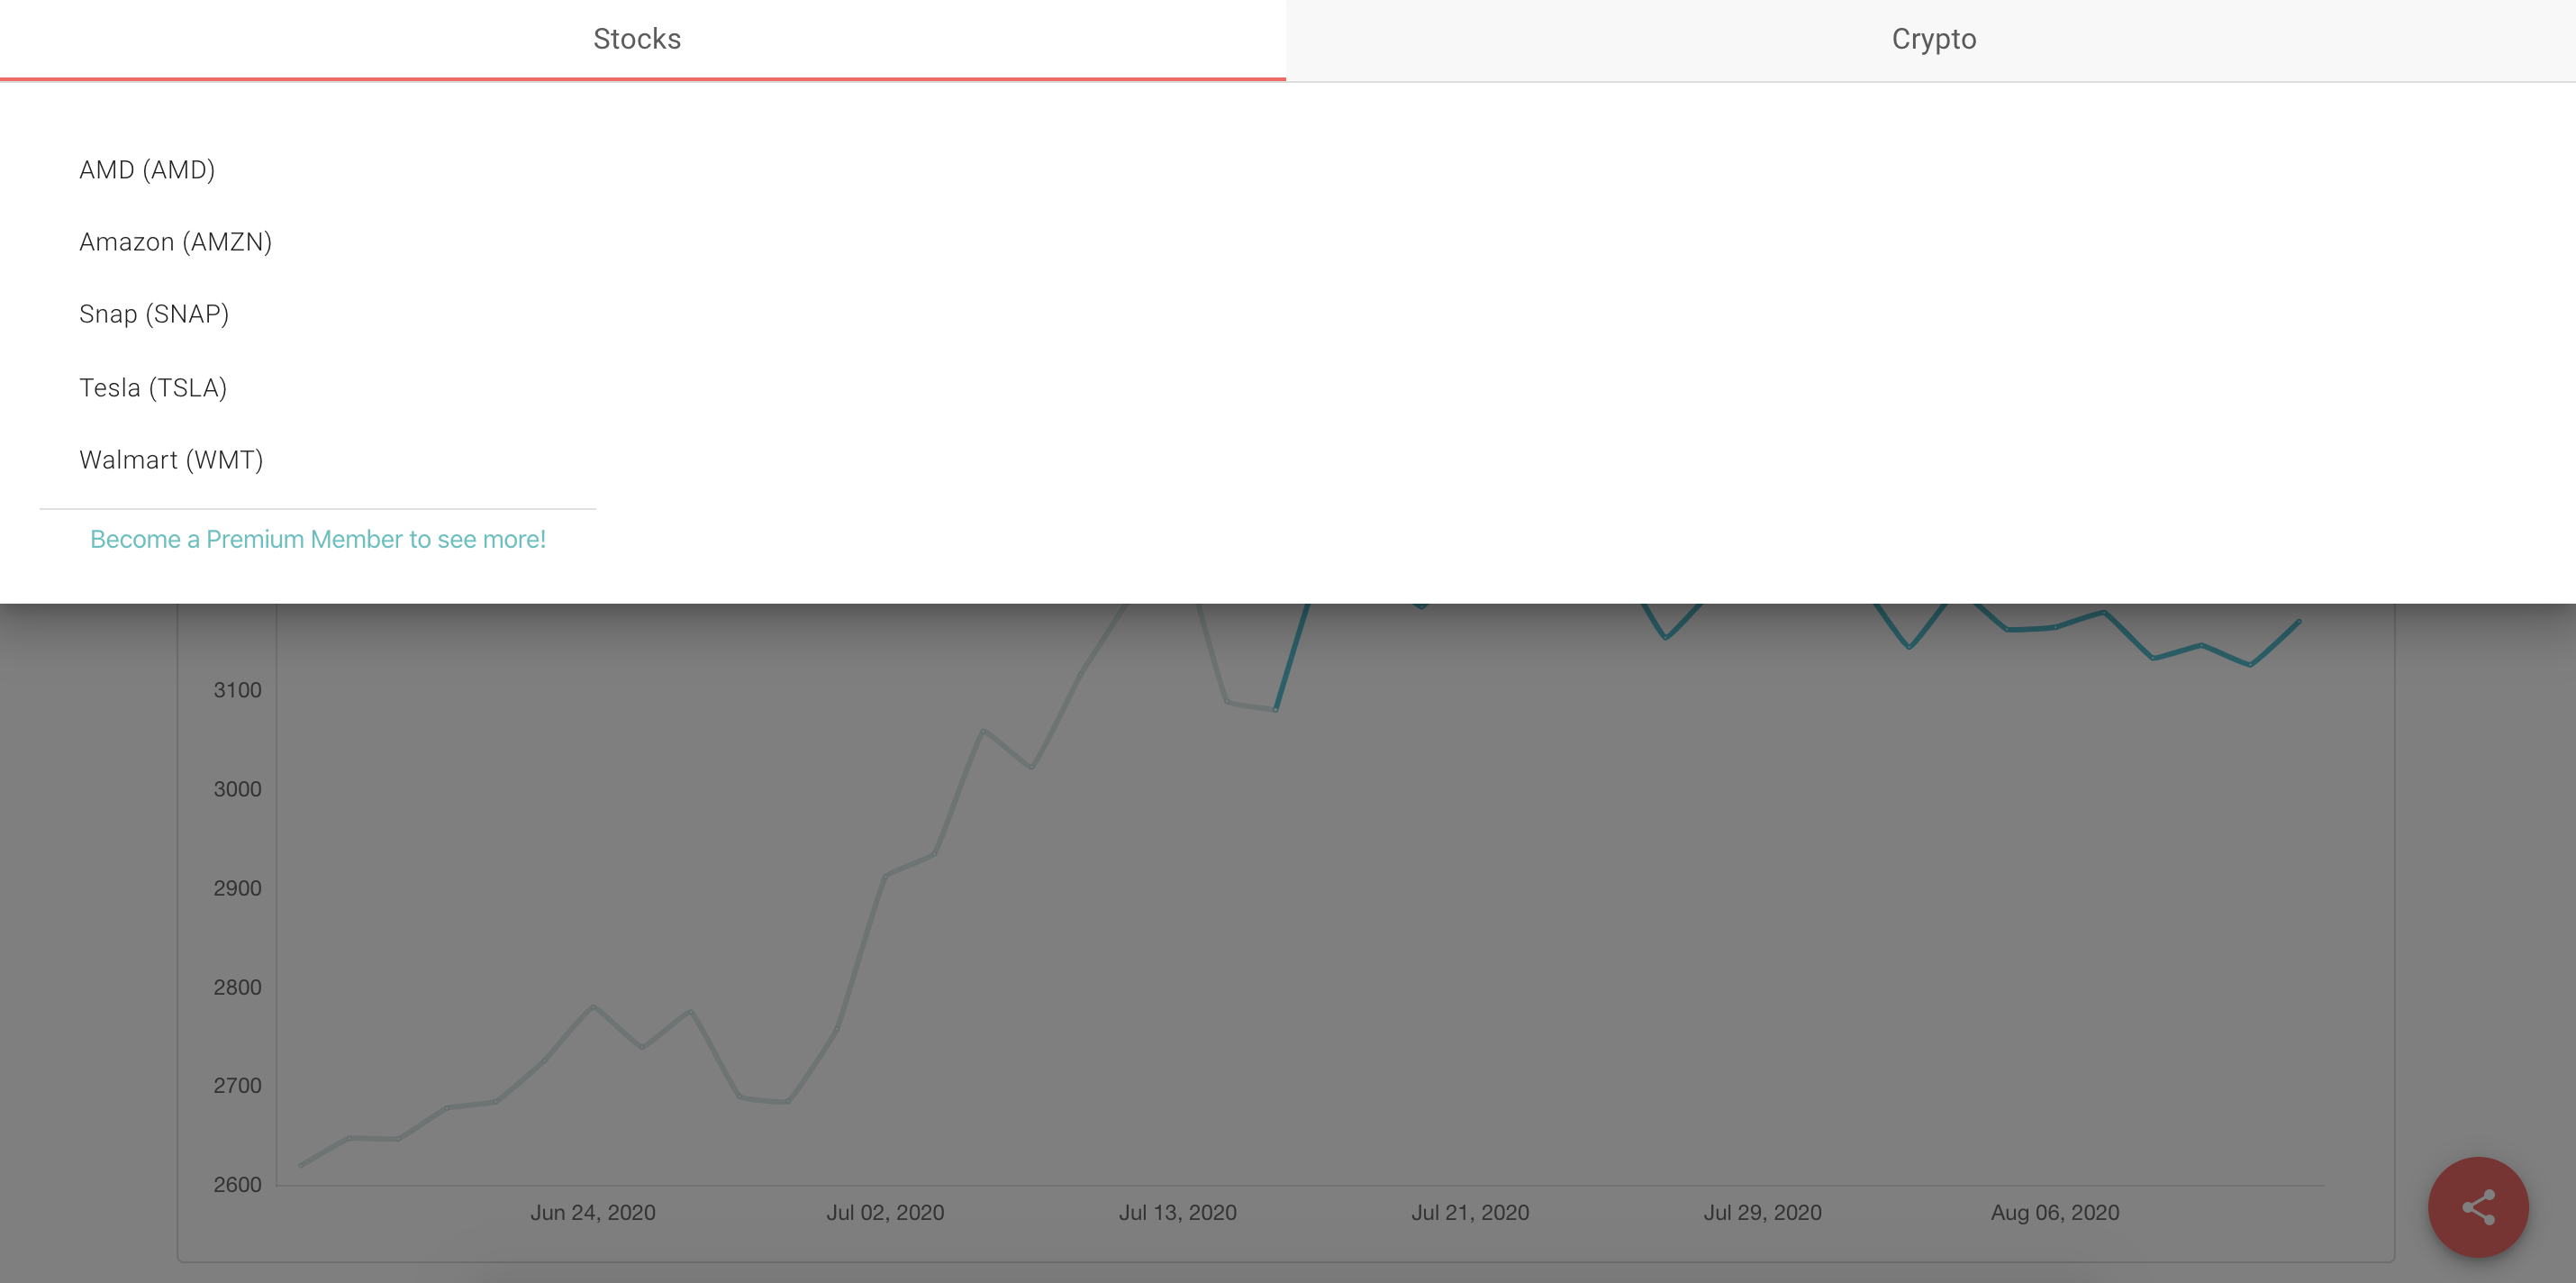 Stocks
Crypto
AMD (AMD)
Amazon (AMZN)
Snap (SNAP)
Tesla (TSLA)
Walmart (WMT)
Become a Premium Member to see more!
3100
3000
2900
2800
2700
2600
Jun 24, 2020
Jul 02, 2020
Jul 13, 2020
Jul 21, 2020
Jul 29, 2020
Aug 06, 2020